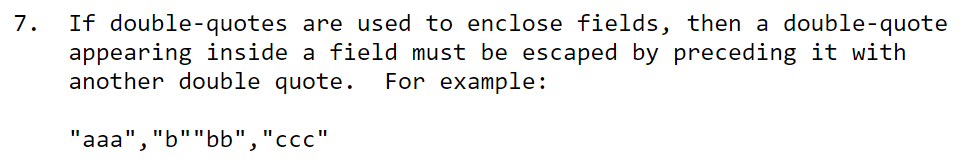 7. If double-quotes are used to enclose fields, then a double-quote
appearing inside a field must be escaped by preceding it with
another double quote. For example:
"aaa","b""bb","ccc"